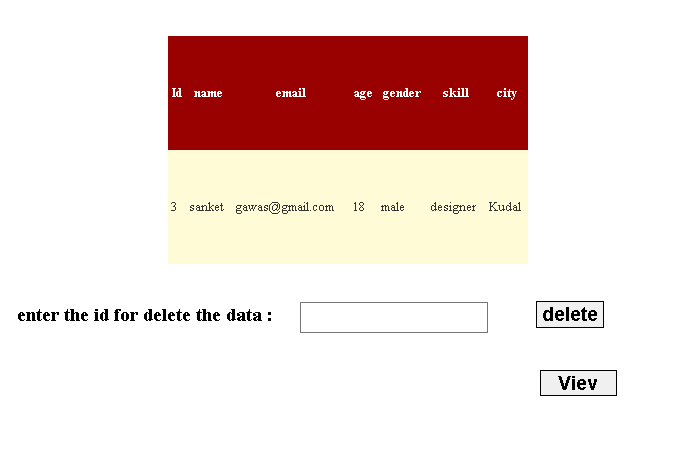 Id name email age gender skill city
3 sanket gawas@gmail.com 18 male designer Kudal
enter the id for delete the data : delete
Viev